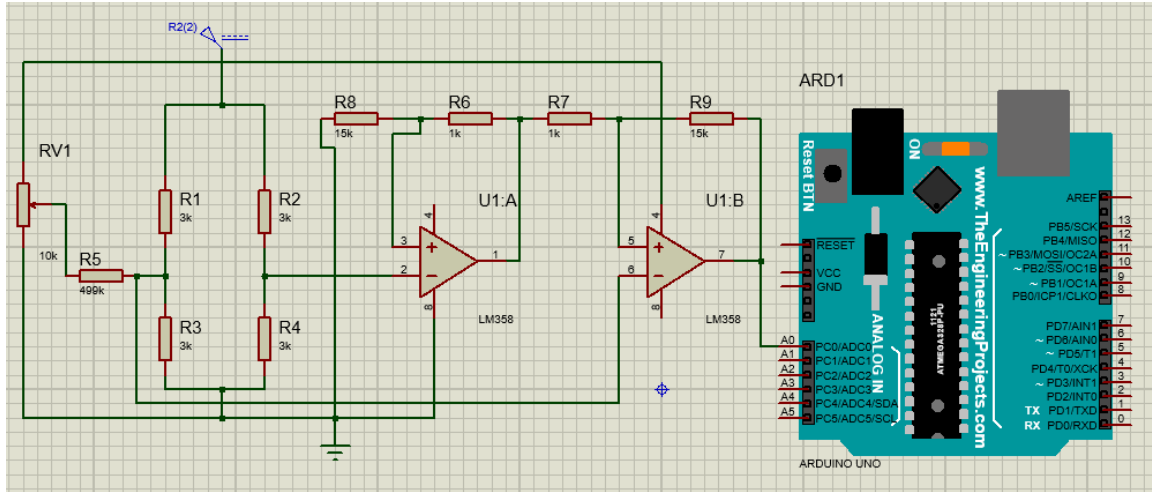 R2(2)
RV1
10k
R5
499k
R1
3k
R2
3k
R3
3k
R4
3k
R8
15k
R6
1k
R7
1k
R9
15k
U1:A
3
2
1
4
8
LM358
U1:B
5
6
7
4
8
LM358
ARD1
Reset BTN
ON
www.TheEngineeringProjects.com
ANALOG IN
1121
ATMEGA328P-PU
RESET
VCC
GND
A0 PC0/ADC0
A1 PC1/ADC1
A2 PC2/ADC2
A3 PC3/ADC3
A4 PC4/ADC4/SDA
A5 PC5/ADC5/SCL
AREF
PB5/SCK 13
PB4/MISO 12
~PB3/MOSI/OC2A 11
~PB2/SS/OC1B 10
~PB1/OC1A 9
PB0/ICP1/CLKO 8
PD7/AIN1 7
~PD6/AIN0 6
~PD5/T1 5
PD4/T0/XCK 4
~PD3/INT1 3
PD2/INT0 2
TX PD1/TXD 1
RX PD0/RXD 0
ARDUINO UNO